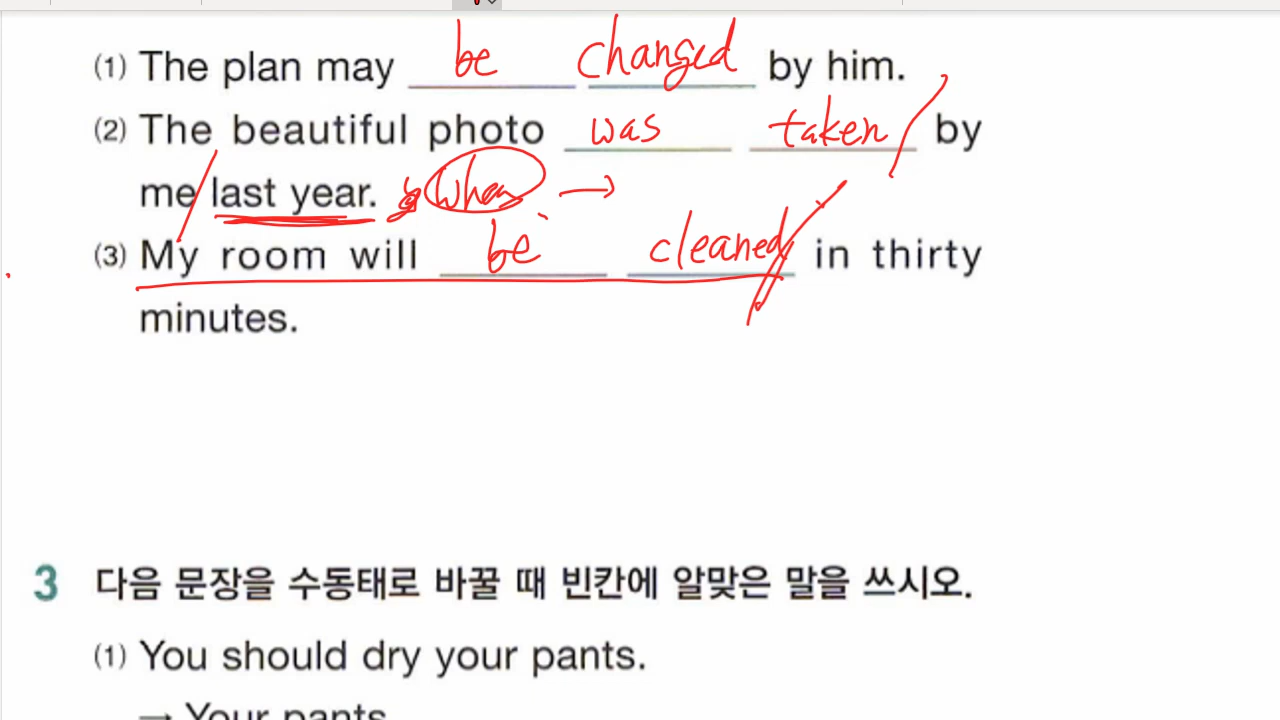 (1) The plan may be changed by him.
(2) The beautiful photo was taken by
me last year. when →
(3) My room will be cleaned in thirty
minutes.
3 다음 문장을 수동태로 바꿀 때 빈칸에 알맞은 말을 쓰시오.
(1) You should dry your pants.
→ Your pants